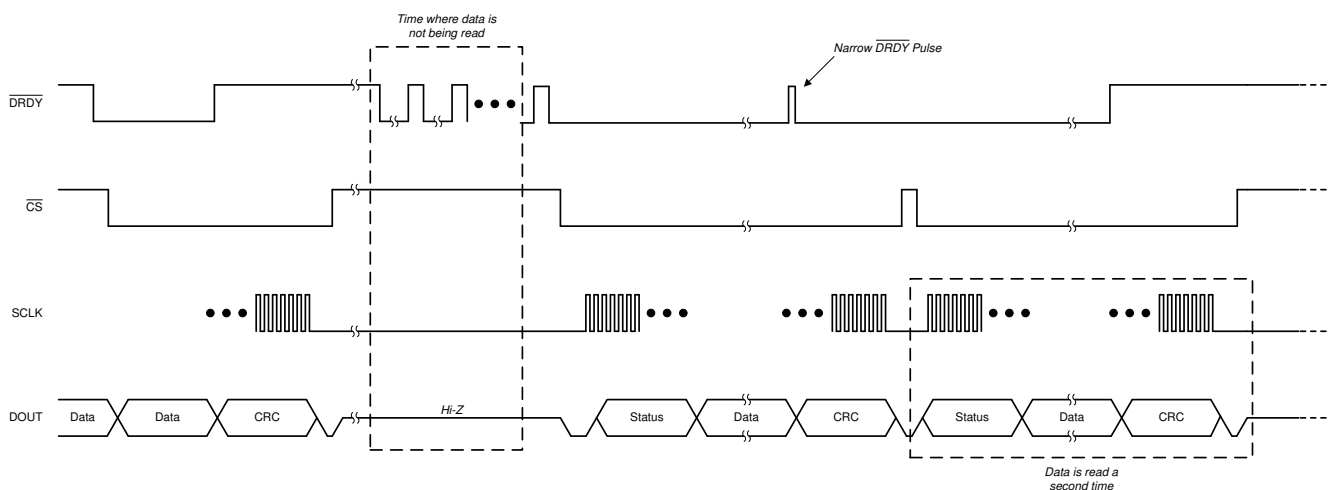 Time where data is
not being read
Narrow DRDY Pulse
DRDY
CS
SCLK
DOUT
Data
Data
CRC
Hi-Z
Status
Data
CRC
Status
Data
CRC
Data is read a
second time